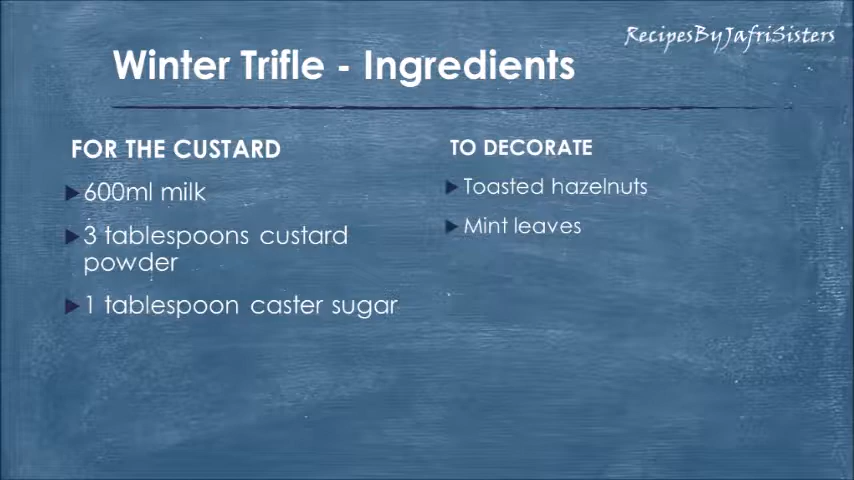 RecipesByJafriSisters
Winter Trifle - Ingredients
FOR THE CUSTARD
600ml milk
3 tablespoons custard
powder
1 tablespoon caster sugar
TO DECORATE
Toasted hazelnuts
Mint leaves